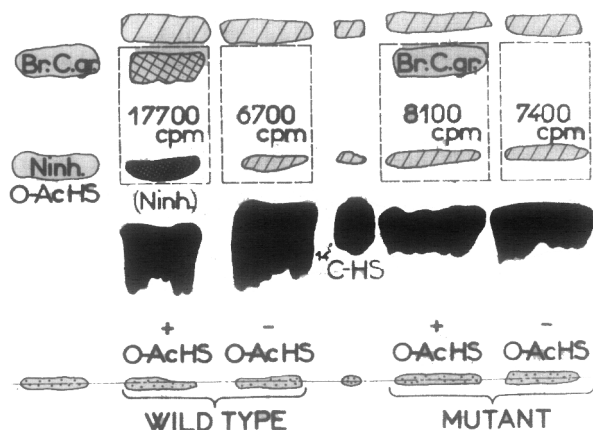 Br.C.gr.
Br.C.gr.
17700
cpm
6700
cpm
8100
cpm
7400
cpm
Ninh.
O-AcHS
(Ninh.)
C-HS
+
O-AcHS
-
O-AcHS
+
O-AcHS
-
O-AcHS
WILD TYPE
MUTANT